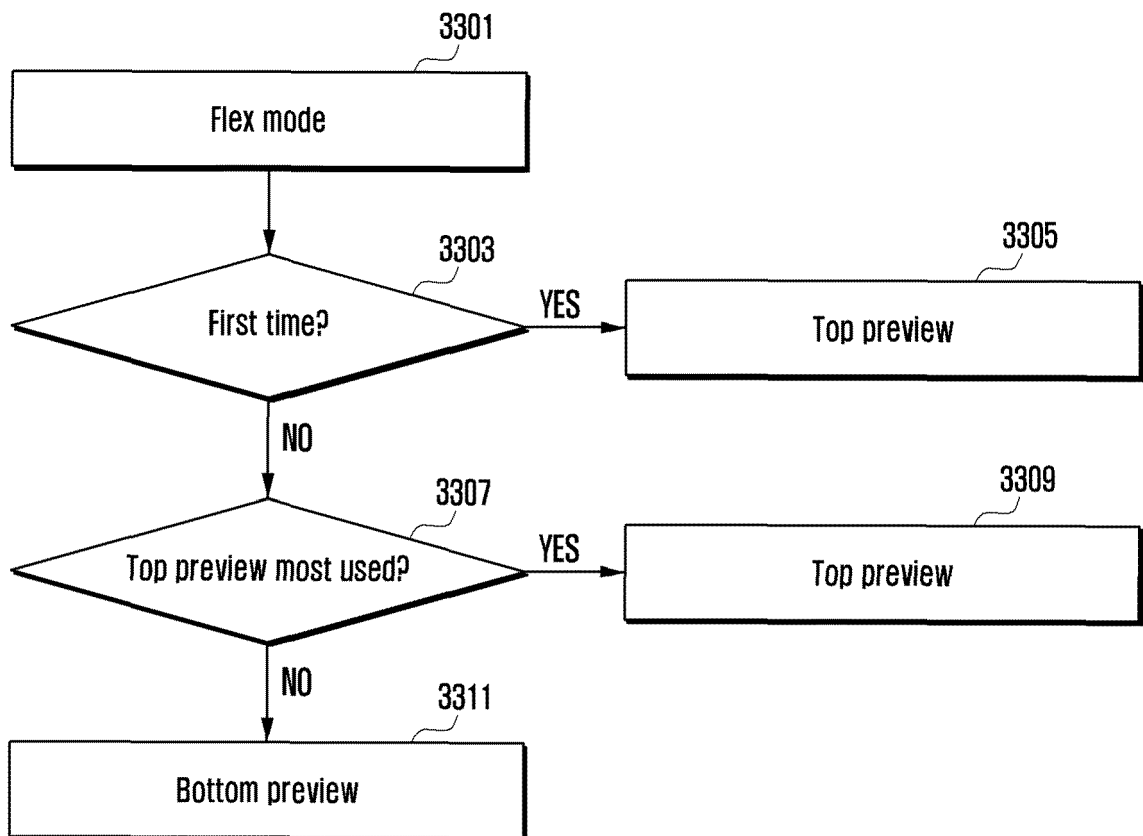 3301
Flex mode
3303
First time?
YES
3305
Top preview
NO
3307
Top preview most used?
YES
3309
Top preview
NO
3311
Bottom preview